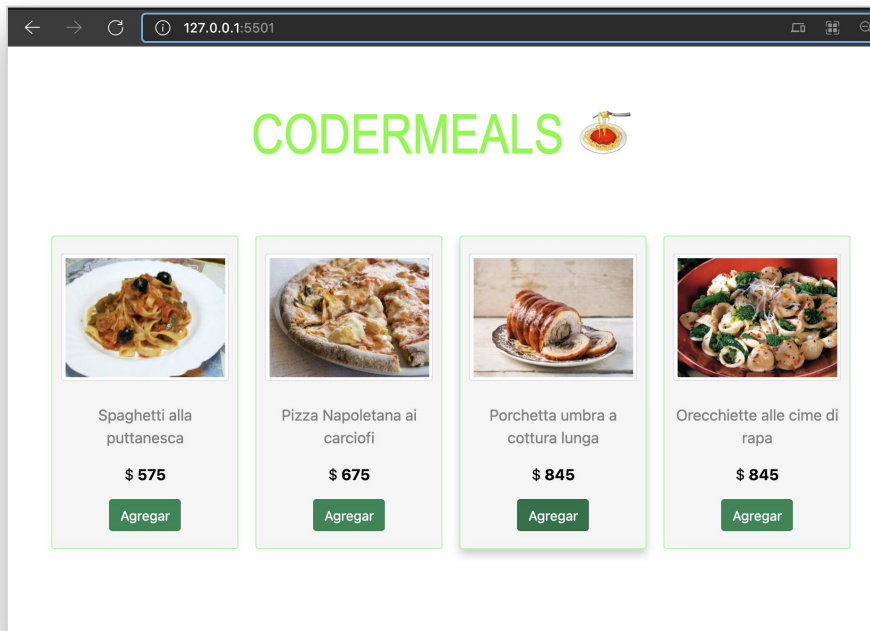 127.0.0.1:5501
CODERMEALS 🍝
Spaghetti alla
puttanesca
$ 575
Agregar
Pizza Napoletana ai
carciofi
$ 675
Agregar
Porchetta umbra a
cottura lunga
$ 845
Agregar
Orecchiette alle cime di
rapa
$ 845
Agregar